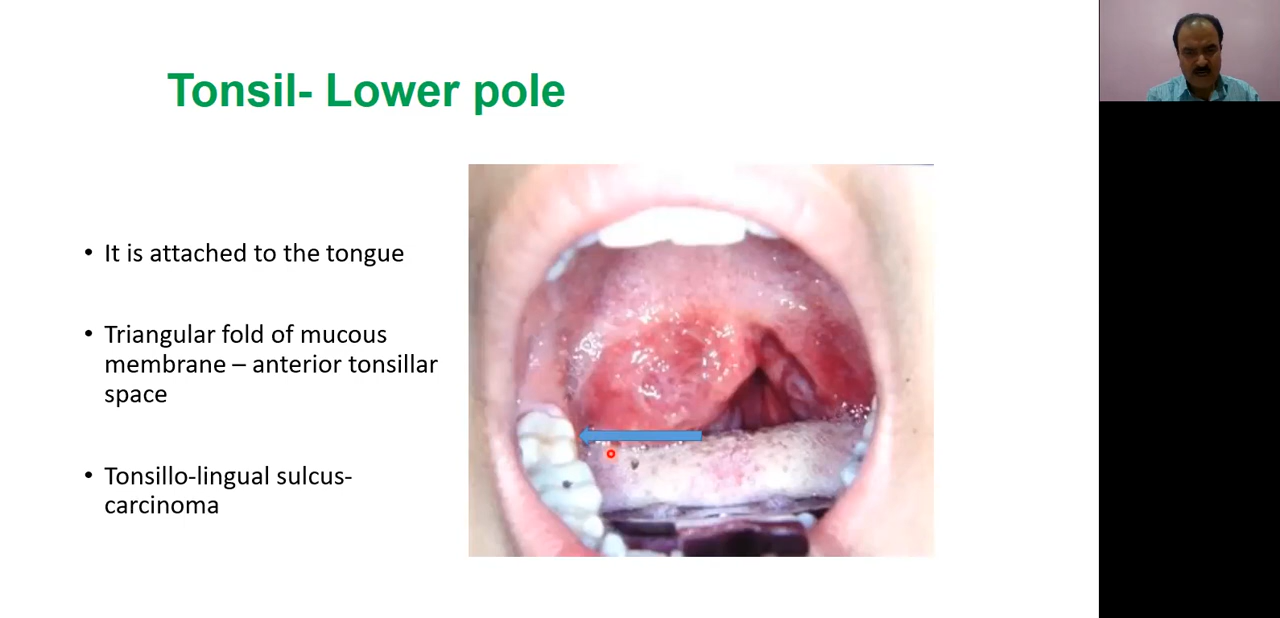 Tonsil- Lower pole
• It is attached to the tongue
• Triangular fold of mucous
membrane – anterior tonsillar
space
• Tonsillo-lingual sulcus-
carcinoma